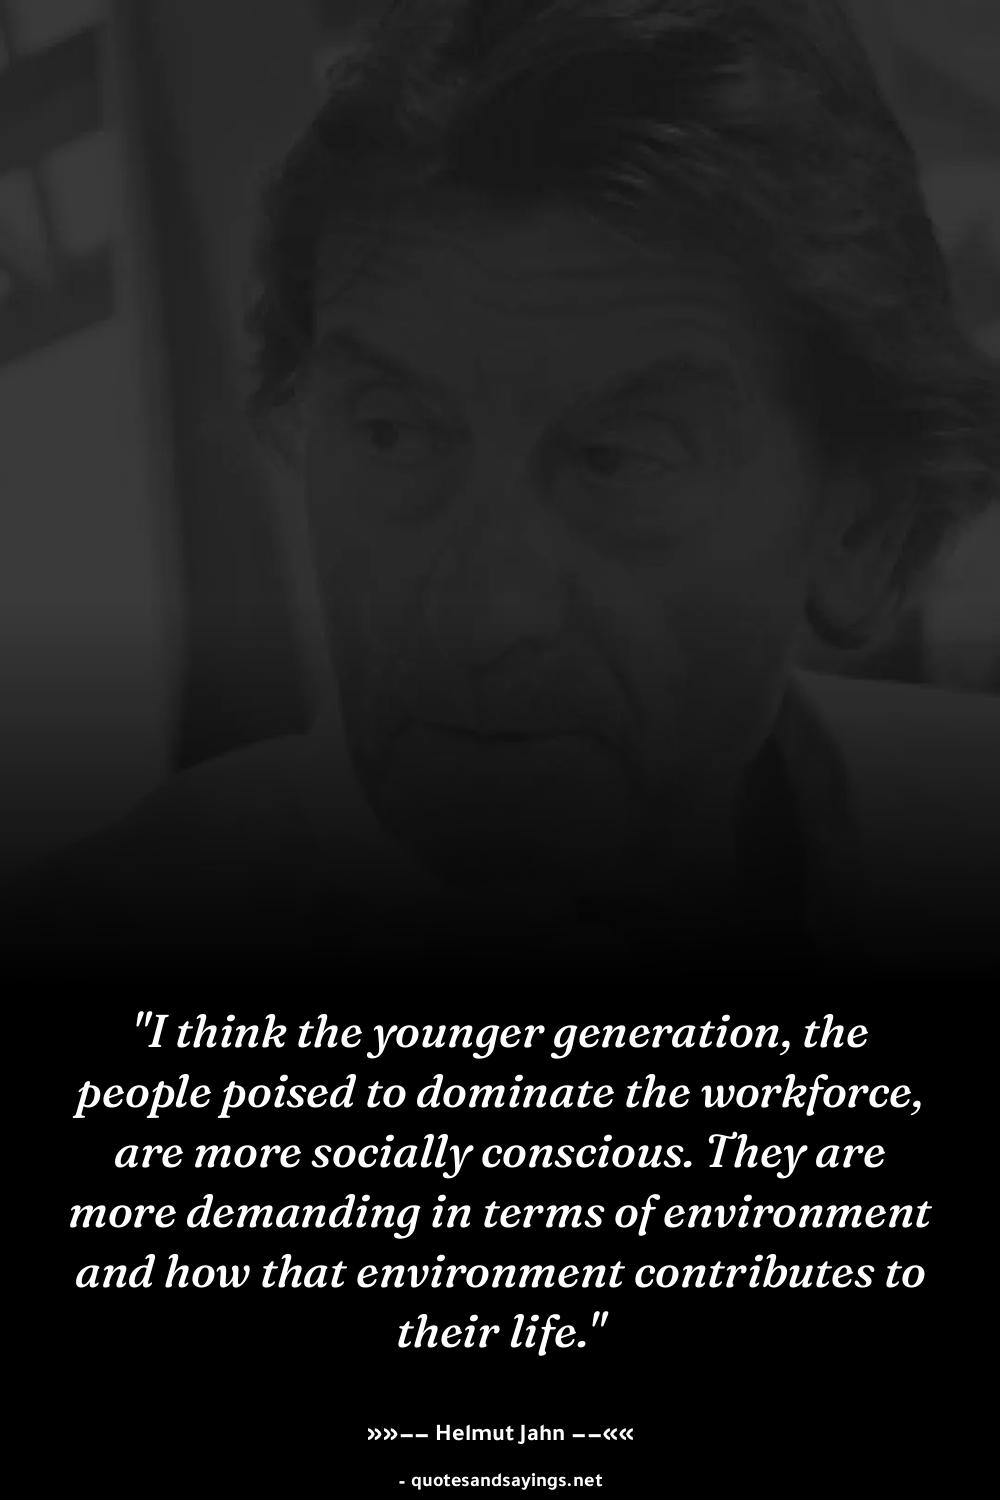 "I think the younger generation, the
people poised to dominate the workforce,
are more socially conscious. They are
more demanding in terms of environment
and how that environment contributes to
their life."
»»−− Helmut Jahn −−««
- quotesandsayings.net